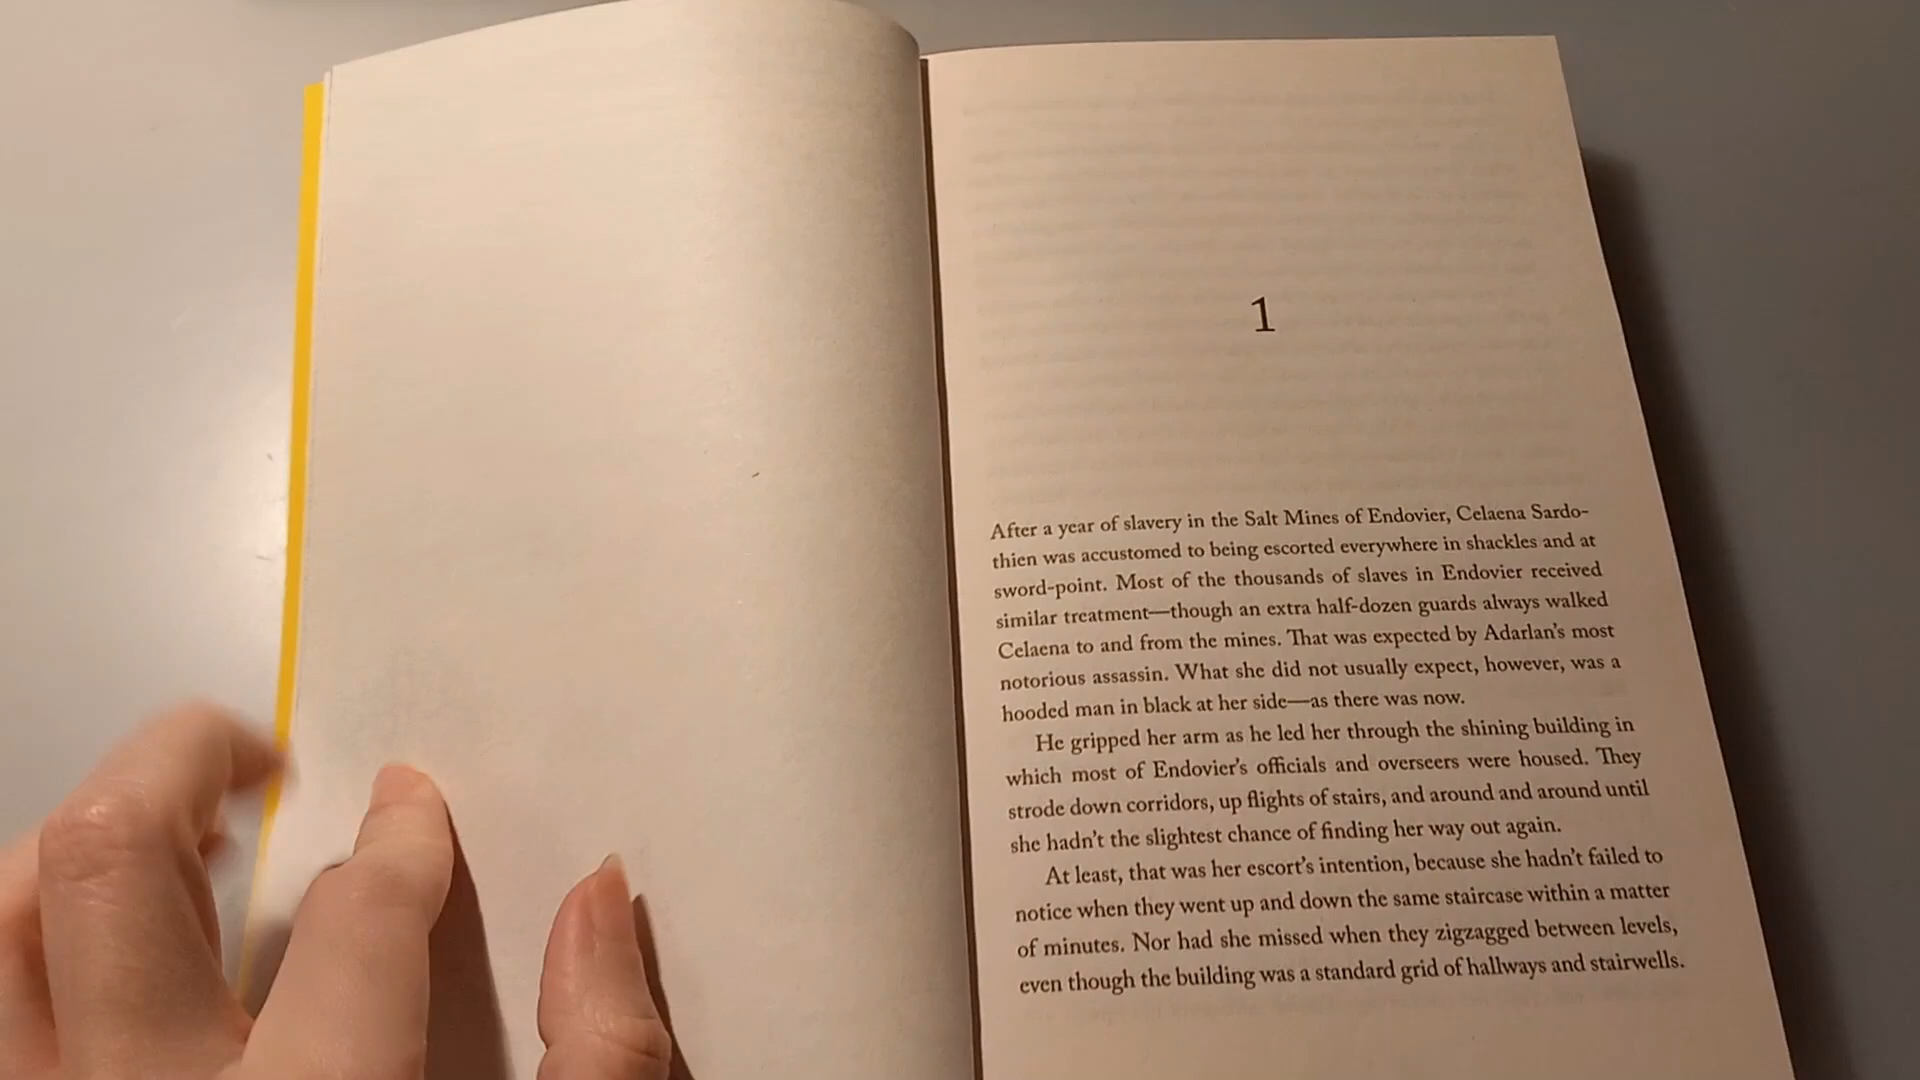 1
After a year of slavery in the Salt Mines of Endovier, Celaena Sardo-
thien was accustomed to being escorted everywhere in shackles and at
sword-point. Most of the thousands of slaves in Endovier received
similar treatment—though an extra half-dozen guards always walked
Celaena to and from the mines. That was expected by Adarlan's most
notorious assassin. What she did not usually expect, however, was a
hooded man in black at her side—as there was now.
He gripped her arm as he led her through the shining building in
which most of Endovier's officials and overseers were housed. They
strode down corridors, up flights of stairs, and around and around until
she hadn't the slightest chance of finding her way out again.
At least, that was her escort's intention, because she hadn't failed to
notice when they went up and down the same staircase within a matter
of minutes. Nor had she missed when they zigzagged between levels,
even though the building was a standard grid of hallways and stairwells.